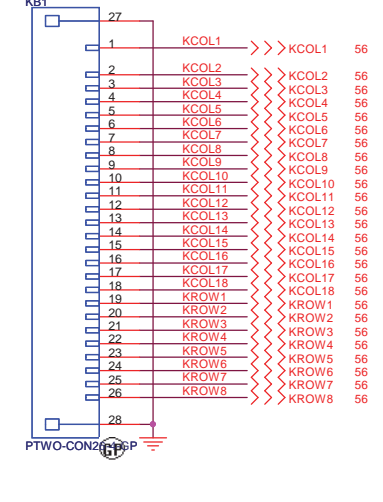 KB1
27
1 KCOL1 KCOL1 56
2 KCOL2 KCOL2 56
3 KCOL3 KCOL3 56
4 KCOL4 KCOL4 56
5 KCOL5 KCOL5 56
6 KCOL6 KCOL6 56
7 KCOL7 KCOL7 56
8 KCOL8 KCOL8 56
9 KCOL9 KCOL9 56
10 KCOL10 KCOL10 56
11 KCOL11 KCOL11 56
12 KCOL12 KCOL12 56
13 KCOL13 KCOL13 56
14 KCOL14 KCOL14 56
15 KCOL15 KCOL15 56
16 KCOL16 KCOL16 56
17 KCOL17 KCOL17 56
18 KCOL18 KCOL18 56
19 KROW1 KROW1 56
20 KROW2 KROW2 56
21 KROW3 KROW3 56
22 KROW4 KROW4 56
23 KROW5 KROW5 56
24 KROW6 KROW6 56
25 KROW7 KROW7 56
26 KROW8 KROW8 56
28
GT